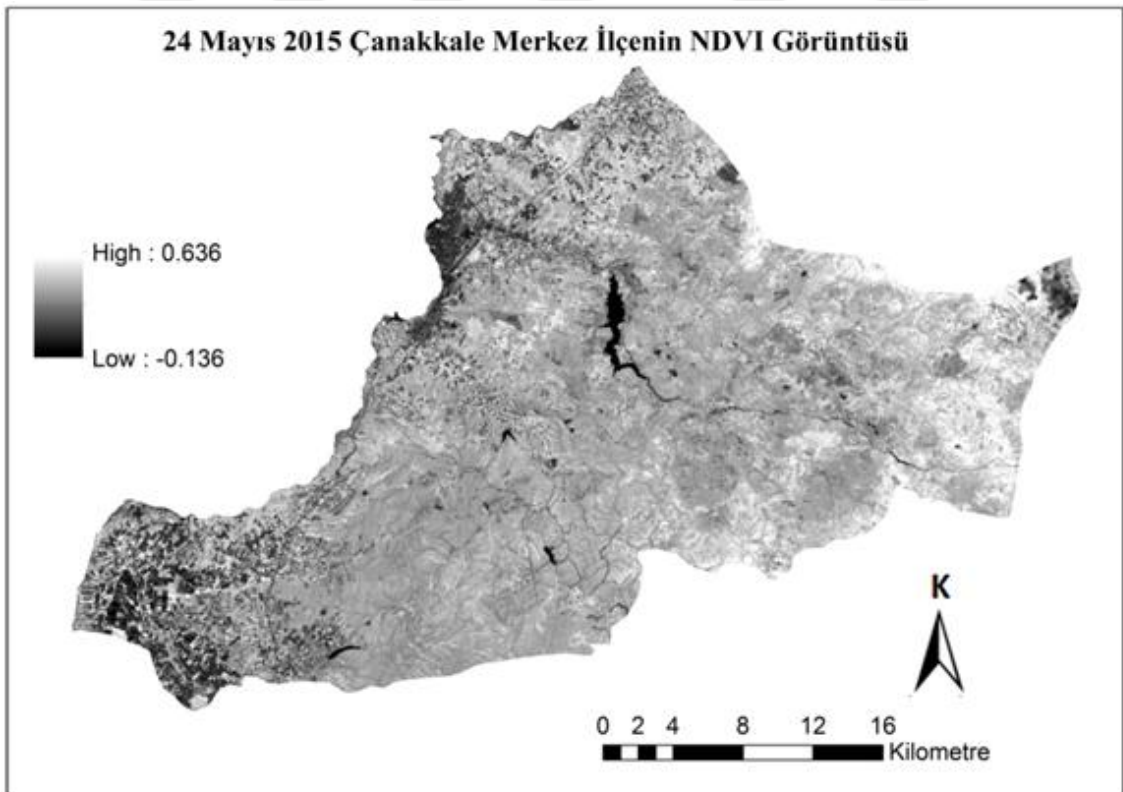 24 Mayıs 2015 Çanakkale Merkez İlçenin NDVI Görüntüsü
High : 0.636
Low : -0.136
K
0 2 4 8 12 16
Kilometre